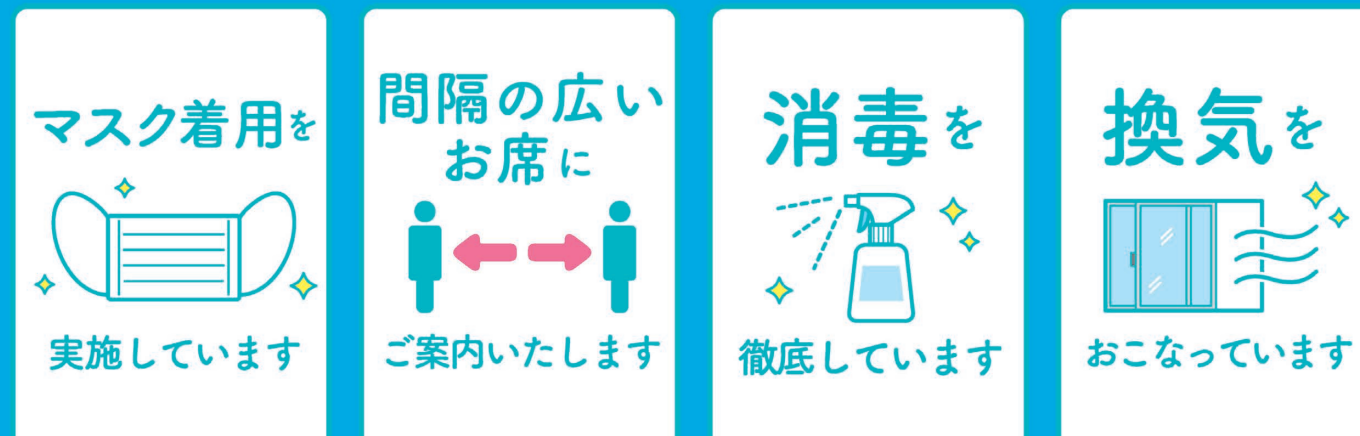 マスク着用を
実施しています
間隔の広い
お席に
ご案内いたします
消毒を
徹底しています
換気を
おこなっています